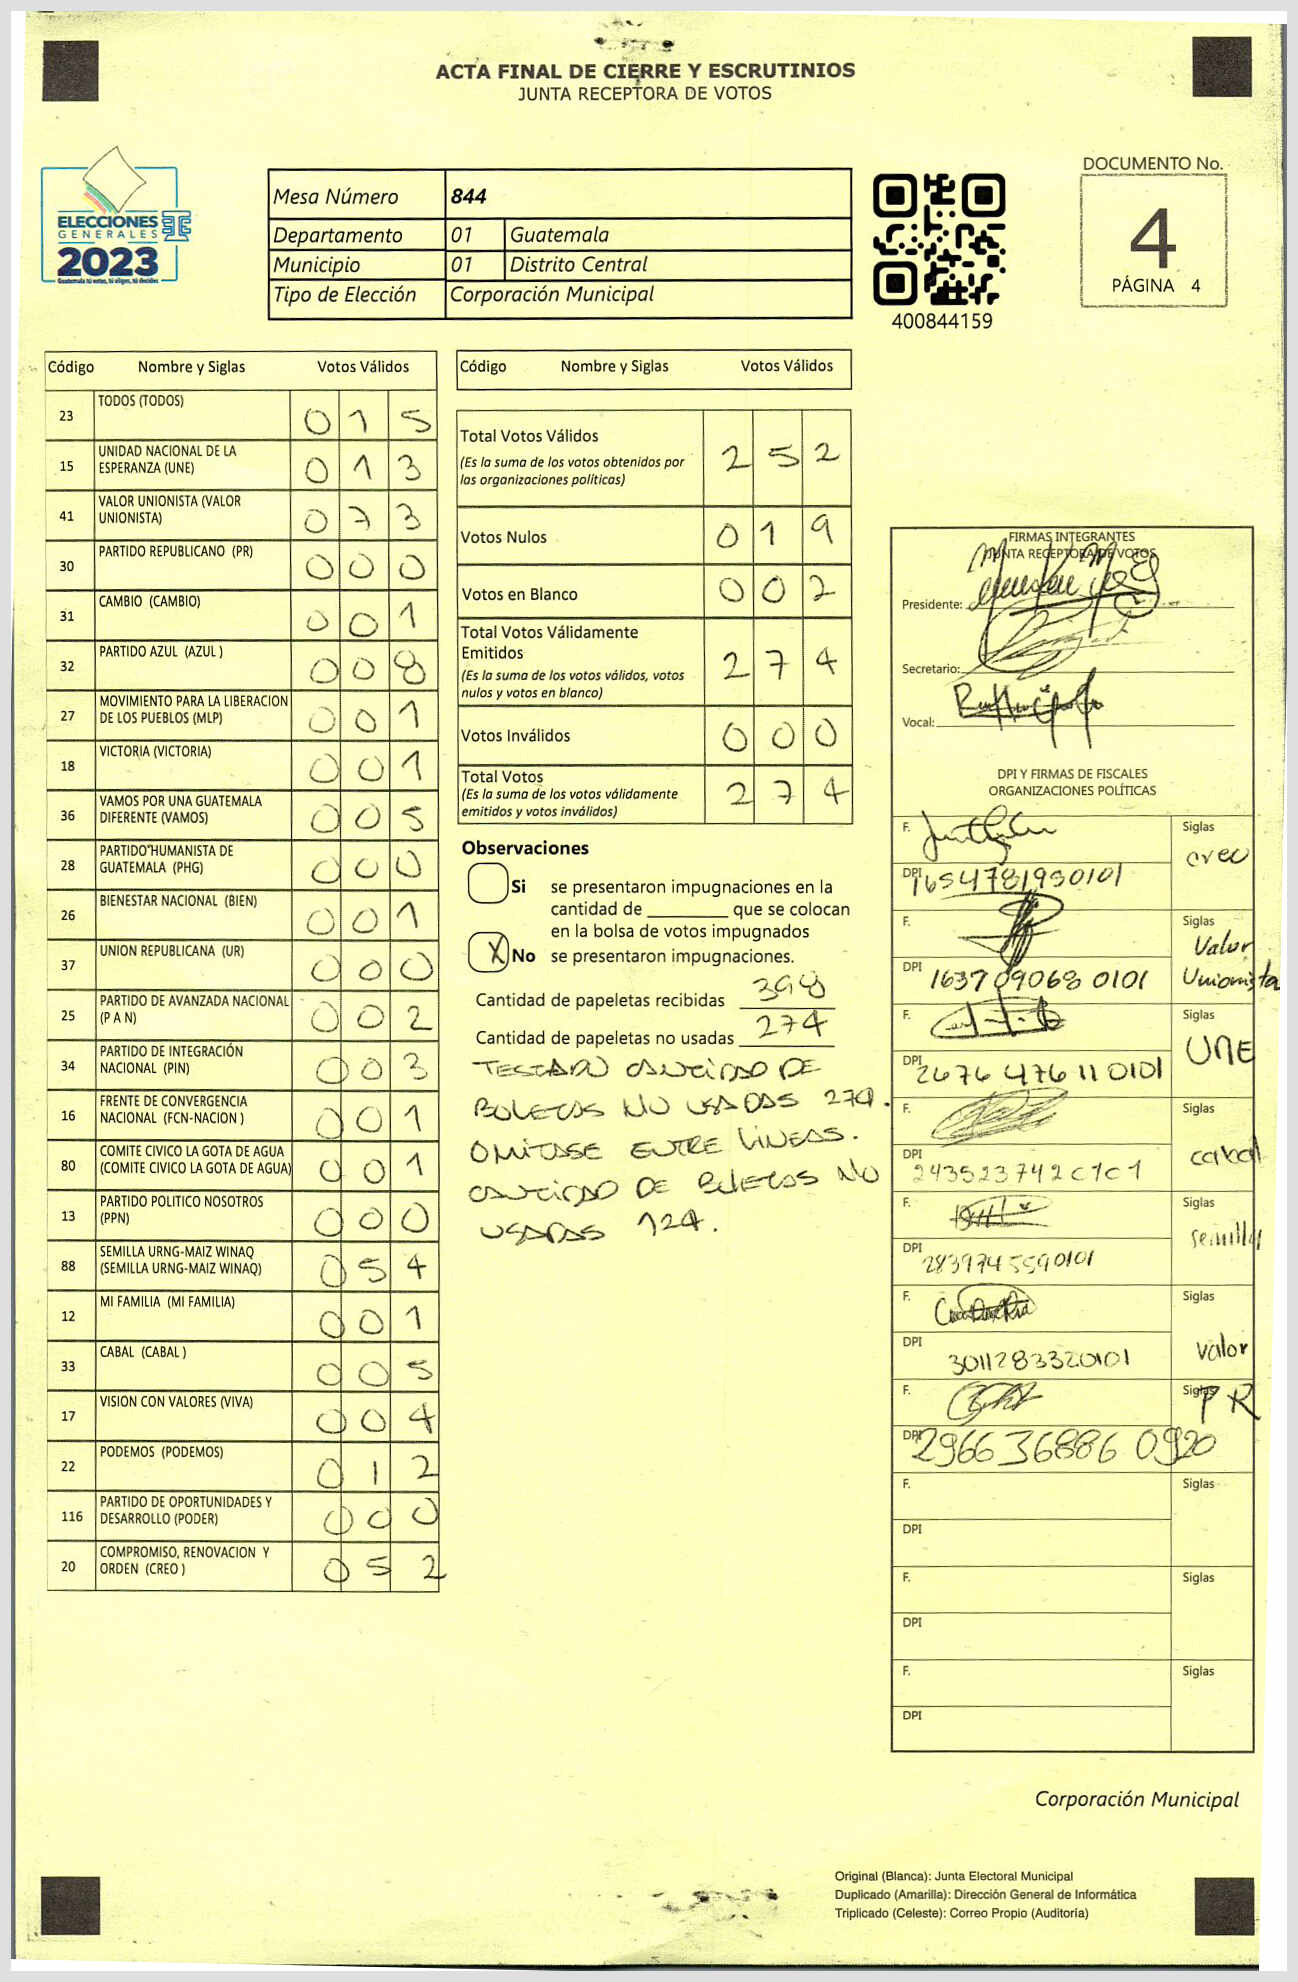 ACTA FINAL DE CIERRE Y ESCRUTINIOS
JUNTA RECEPTORA DE VOTOS
ELECCIONES
GENERALES
2023
Guatemala tú votas, tú eliges, tú decides
Mesa Número 844
Departamento 01 Guatemala
Municipio 01 Distrito Central
Tipo de Elección Corporación Municipal
400844159
DOCUMENTO No.
4
PÁGINA 4
Código Nombre y Siglas Votos Válidos
23 TODOS (TODOS) 0 1 5
15 UNIDAD NACIONAL DE LA ESPERANZA (UNE) 0 1 3
41 VALOR UNIONISTA (VALOR UNIONISTA) 0 7 3
30 PARTIDO REPUBLICANO (PR) 0 0 0
31 CAMBIO (CAMBIO) 0 0 1
32 PARTIDO AZUL (AZUL ) 0 0 8
27 MOVIMIENTO PARA LA LIBERACION DE LOS PUEBLOS (MLP) 0 0 1
18 VICTORIA (VICTORIA) 0 0 1
36 VAMOS POR UNA GUATEMALA DIFERENTE (VAMOS) 0 0 5
28 PARTIDO HUMANISTA DE GUATEMALA (PHG) 0 0 0
26 BIENESTAR NACIONAL (BIEN) 0 0 1
37 UNION REPUBLICANA (UR) 0 0 0
25 PARTIDO DE AVANZADA NACIONAL (P A N) 0 0 2
34 PARTIDO DE INTEGRACIÓN NACIONAL (PIN) 0 0 3
16 FRENTE DE CONVERGENCIA NACIONAL (FCN-NACION ) 0 0 1
80 COMITE CIVICO LA GOTA DE AGUA (COMITE CIVICO LA GOTA DE AGUA) 0 0 1
13 PARTIDO POLITICO NOSOTROS (PPN) 0 0 0
88 SEMILLA URNG-MAIZ WINAQ (SEMILLA URNG-MAIZ WINAQ) 0 5 4
12 MI FAMILIA (MI FAMILIA) 0 0 1
33 CABAL (CABAL ) 0 0 5
17 VISION CON VALORES (VIVA) 0 0 4
22 PODEMOS (PODEMOS) 0 1 2
116 PARTIDO DE OPORTUNIDADES Y DESARROLLO (PODER) 0 0 0
20 COMPROMISO, RENOVACION Y ORDEN (CREO ) 0 5 2
Código Nombre y Siglas Votos Válidos
Total Votos Válidos 2 5 2
(Es la suma de los votos obtenidos por
las organizaciones políticas)
Votos Nulos 0 1 9
Votos en Blanco 0 0 2
Total Votos Válidamente
Emitidos 2 7 4
(Es la suma de los votos válidos, votos
nulos y votos en blanco)
Votos Inválidos 0 0 0
Total Votos 2 7 4
(Es la suma de los votos válidamente
emitidos y votos inválidos)
Observaciones
Si se presentaron impugnaciones en la
cantidad de ________ que se colocan
en la bolsa de votos impugnados
X No se presentaron impugnaciones.
Cantidad de papeletas recibidas 398
Cantidad de papeletas no usadas 274
TESTADO CANTIDAD DE
BOLETAS NO USADAS 274.
OMITASE ENTRE LINEAS.
CANTIDAD DE BOLETAS NO
USADAS 124.
FIRMAS INTEGRANTES
JUNTA RECEPTORA DE VOTOS
Presidente:
Secretario:
Vocal:
DPI Y FIRMAS DE FISCALES
ORGANIZACIONES POLÍTICAS
F. Siglas creo
DPI 1654781930101
F. Siglas Valor Unionista
DPI 1637090680101
F. Siglas UNE
DPI 2676476110101
F. Siglas cabal
DPI 2435237420101
F. Siglas semilla
DPI 2839745590101
F. Siglas valor
DPI 3011283320101
F. Siglas PR
DPI 2966368860920
F. Siglas
DPI
F. Siglas
DPI
F. Siglas
DPI
Corporación Municipal
Original (Blanca): Junta Electoral Municipal
Duplicado (Amarilla): Dirección General de Informática
Triplicado (Celeste): Correo Propio (Auditoría)